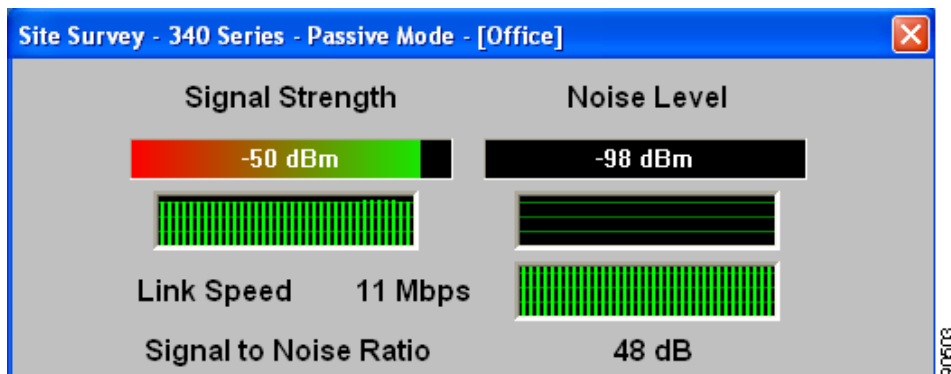 Site Survey - 340 Series - Passive Mode - [Office]
Signal Strength
Noise Level
-50 dBm
-98 dBm
Link Speed
11 Mbps
Signal to Noise Ratio
48 dB
90503